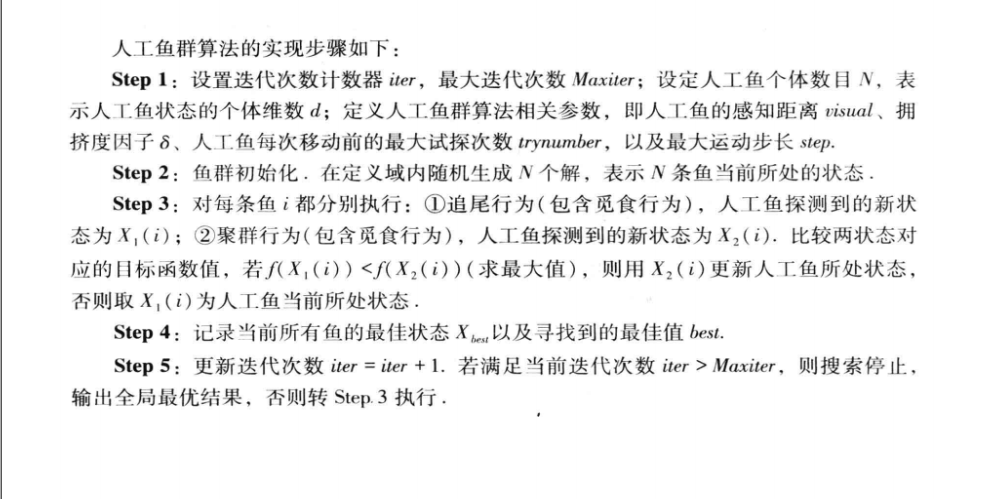 人工鱼群算法的实现步骤如下：
Step 1：设置迭代次数计数器 iter，最大迭代次数 Maxiter；设定人工鱼个体数目 N，表
示人工鱼状态的个体维数 d；定义人工鱼群算法相关参数，即人工鱼的感知距离 visual、拥
挤度因子 δ、人工鱼每次移动前的最大试探次数 trynumber，以及最大运动步长 step.
Step 2：鱼群初始化．在定义域内随机生成 N 个解，表示 N 条鱼当前所处的状态．
Step 3：对每条鱼 i 都分别执行：①追尾行为(包含觅食行为)，人工鱼探测到的新状
态为 X₁(i)；②聚群行为(包含觅食行为)，人工鱼探测到的新状态为 X₂(i)．比较两状态对
应的目标函数值，若 f(X₁(i)) <f(X₂(i))(求最大值)，则用 X₂(i)更新人工鱼所处状态，
否则取 X₁(i)为人工鱼当前所处状态．
Step 4：记录当前所有鱼的最佳状态 X_best 以及寻找到的最佳值 best.
Step 5：更新迭代次数 iter = iter + 1. 若满足当前迭代次数 iter > Maxiter，则搜索停止，
输出全局最优结果，否则转 Step 3 执行．